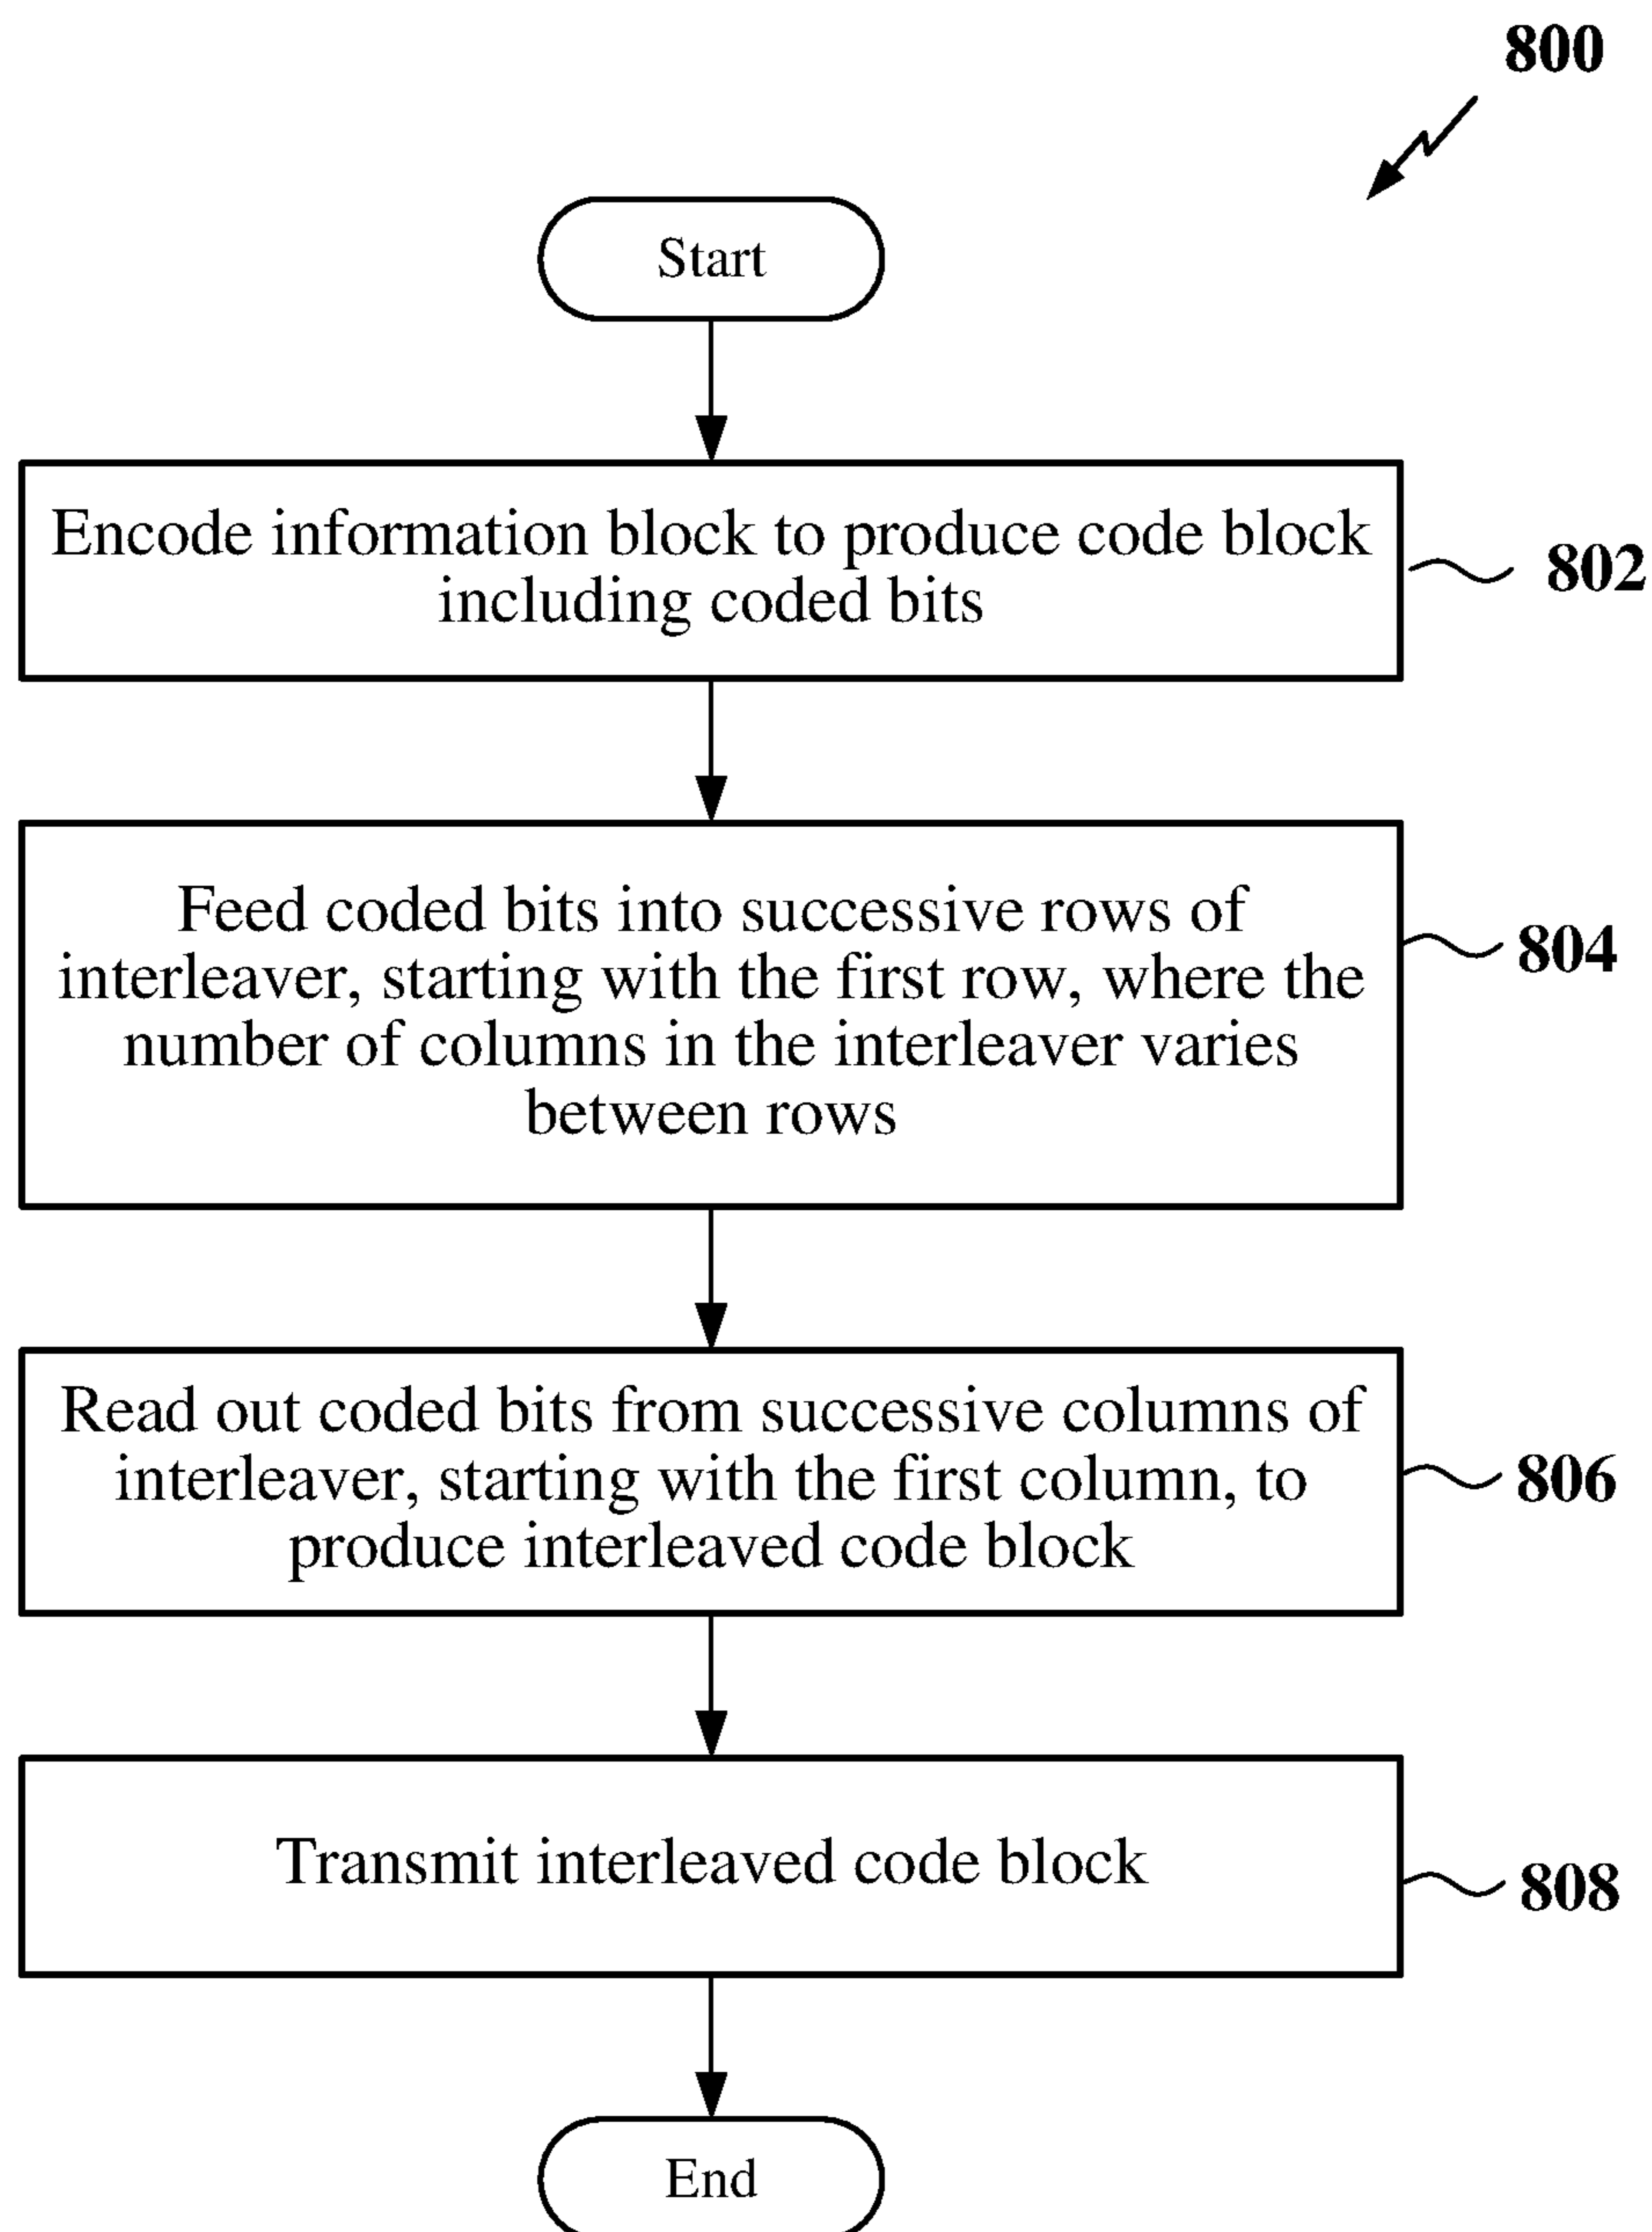 800
Start
Encode information block to produce code block
including coded bits
802
Feed coded bits into successive rows of
interleaver, starting with the first row, where the
number of columns in the interleaver varies
between rows
804
Read out coded bits from successive columns of
interleaver, starting with the first column, to
produce interleaved code block
806
Transmit interleaved code block
808
End